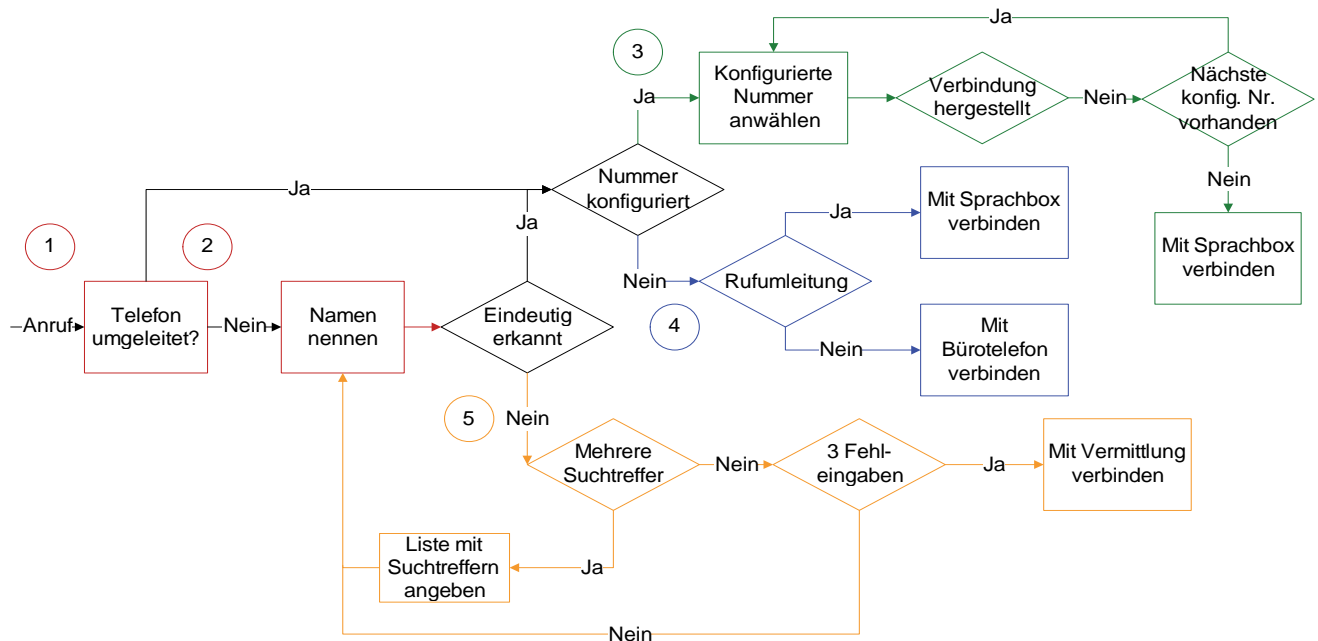 Ja
3
Konfigurierte
Nummer
anwählen
Verbindung
hergestellt
Nein
Nächste
konfig. Nr.
vorhanden
Ja
Nummer
konfiguriert
Ja
Nein
Mit Sprachbox
verbinden
Mit Sprachbox
verbinden
Ja
Ja
1
2
Nein
Rufumleitung
4
Anruf
Telefon
umgeleitet?
Nein
Namen
nennen
Eindeutig
erkannt
Nein
Mit
Bürotelefon
verbinden
5
Nein
Mehrere
Suchtreffer
Nein
3 Fehl-
eingaben
Ja
Mit Vermittlung
verbinden
Liste mit
Suchtreffern
angeben
Ja
Nein